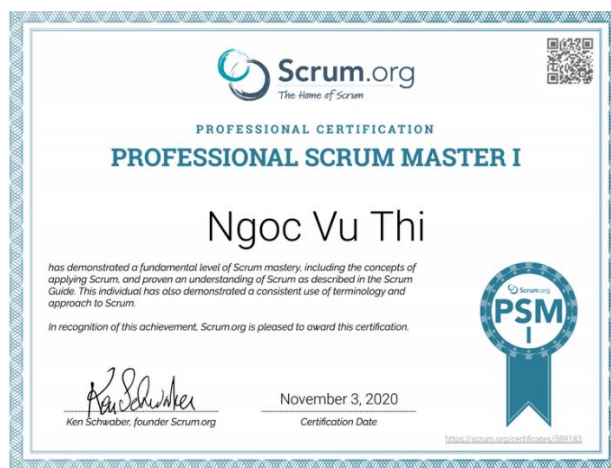 Scrum.org
The Home of Scrum
PROFESSIONAL CERTIFICATION
PROFESSIONAL SCRUM MASTER I
Ngoc Vu Thi
has demonstrated a fundamental level of Scrum mastery, including the concepts of
applying Scrum, and proven an understanding of Scrum as described in the Scrum
Guide. This individual has also demonstrated a consistent use of terminology and
approach to Scrum.
In recognition of this achievement, Scrum.org is pleased to award this certification.
Scrum.org
PSM
I
Ken Schwaber
November 3, 2020
Ken Schwaber, founder Scrum.org
Certification Date
https://scrum.org/certificates/589183